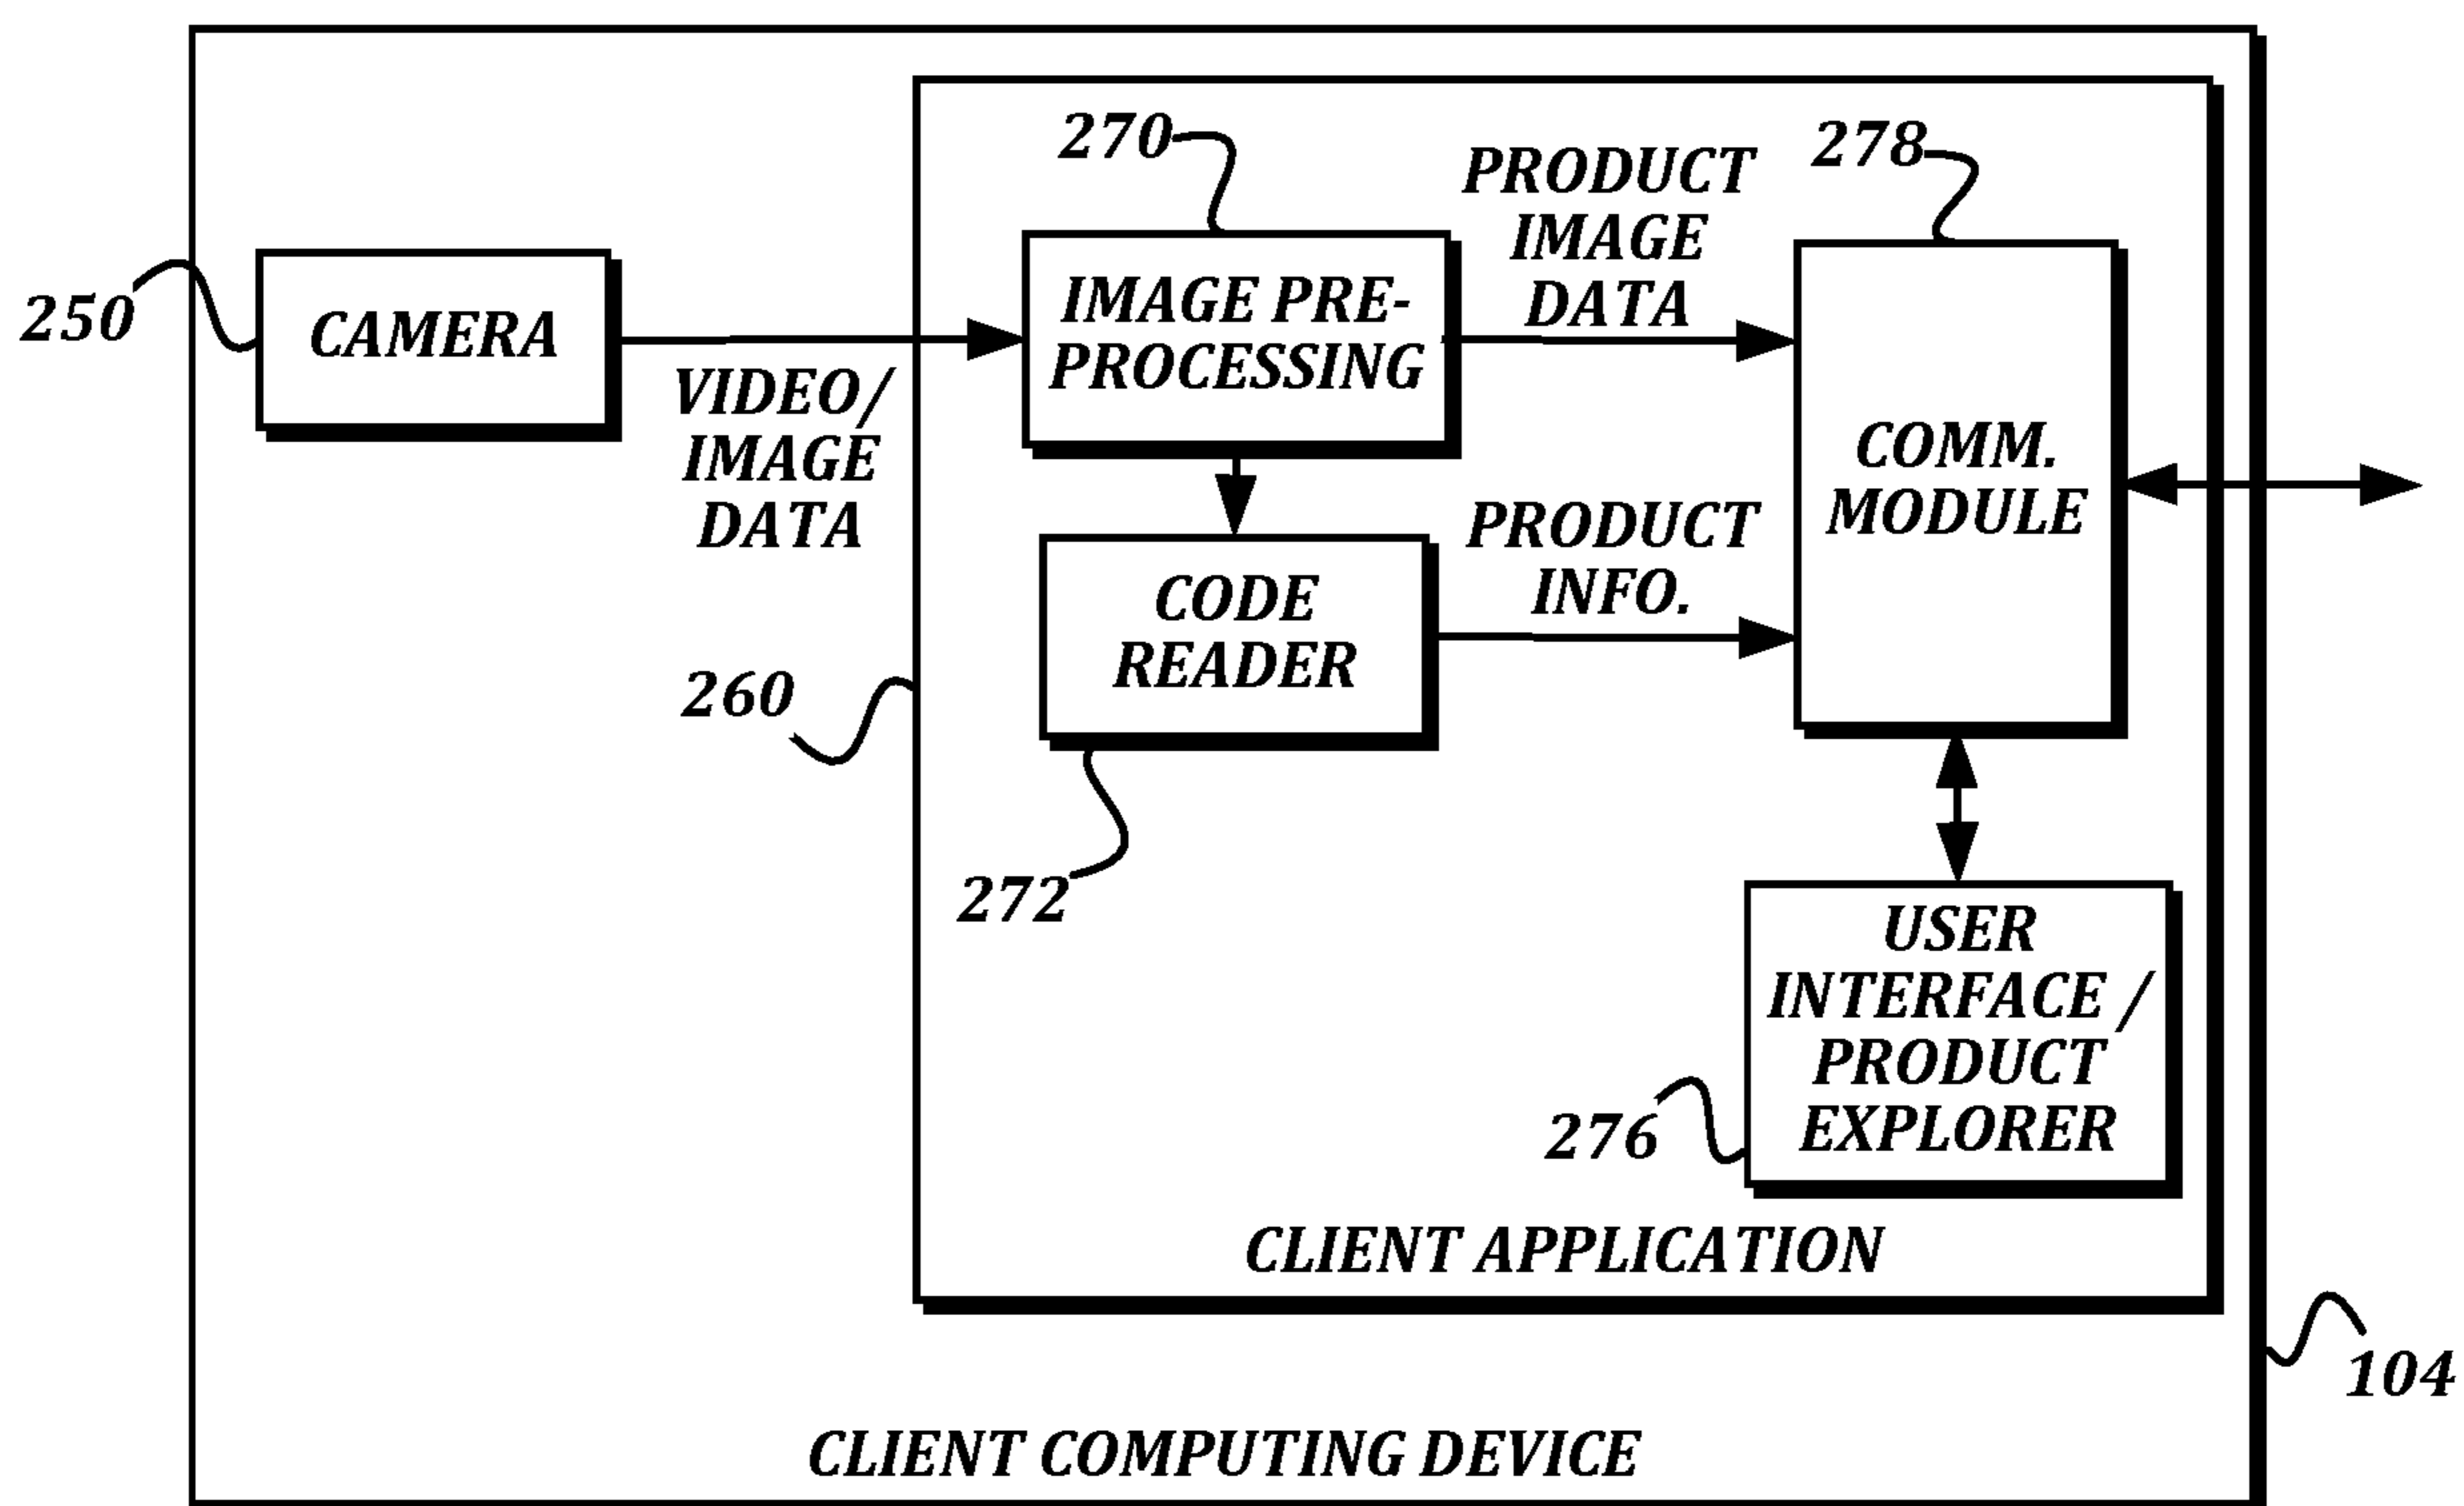 270
278
PRODUCT
IMAGE
DATA
250
CAMERA
IMAGE PRE-
PROCESSING
VIDEO/
IMAGE
DATA
COMM.
MODULE
PRODUCT
INFO.
CODE
READER
260
272
USER
INTERFACE /
PRODUCT
EXPLORER
276
CLIENT APPLICATION
104
CLIENT COMPUTING DEVICE